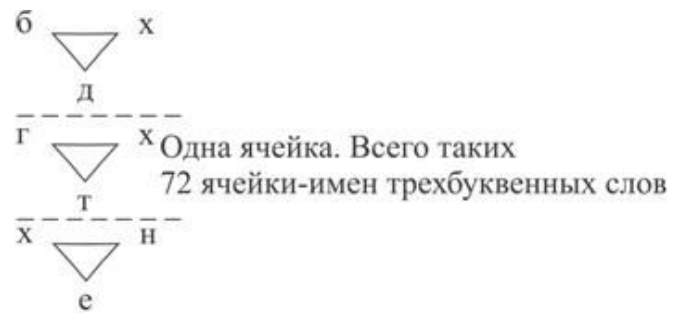 б х
д
г х
т
Одна ячейка. Всего таких
72 ячейки-имен трехбуквенных слов
х н
е